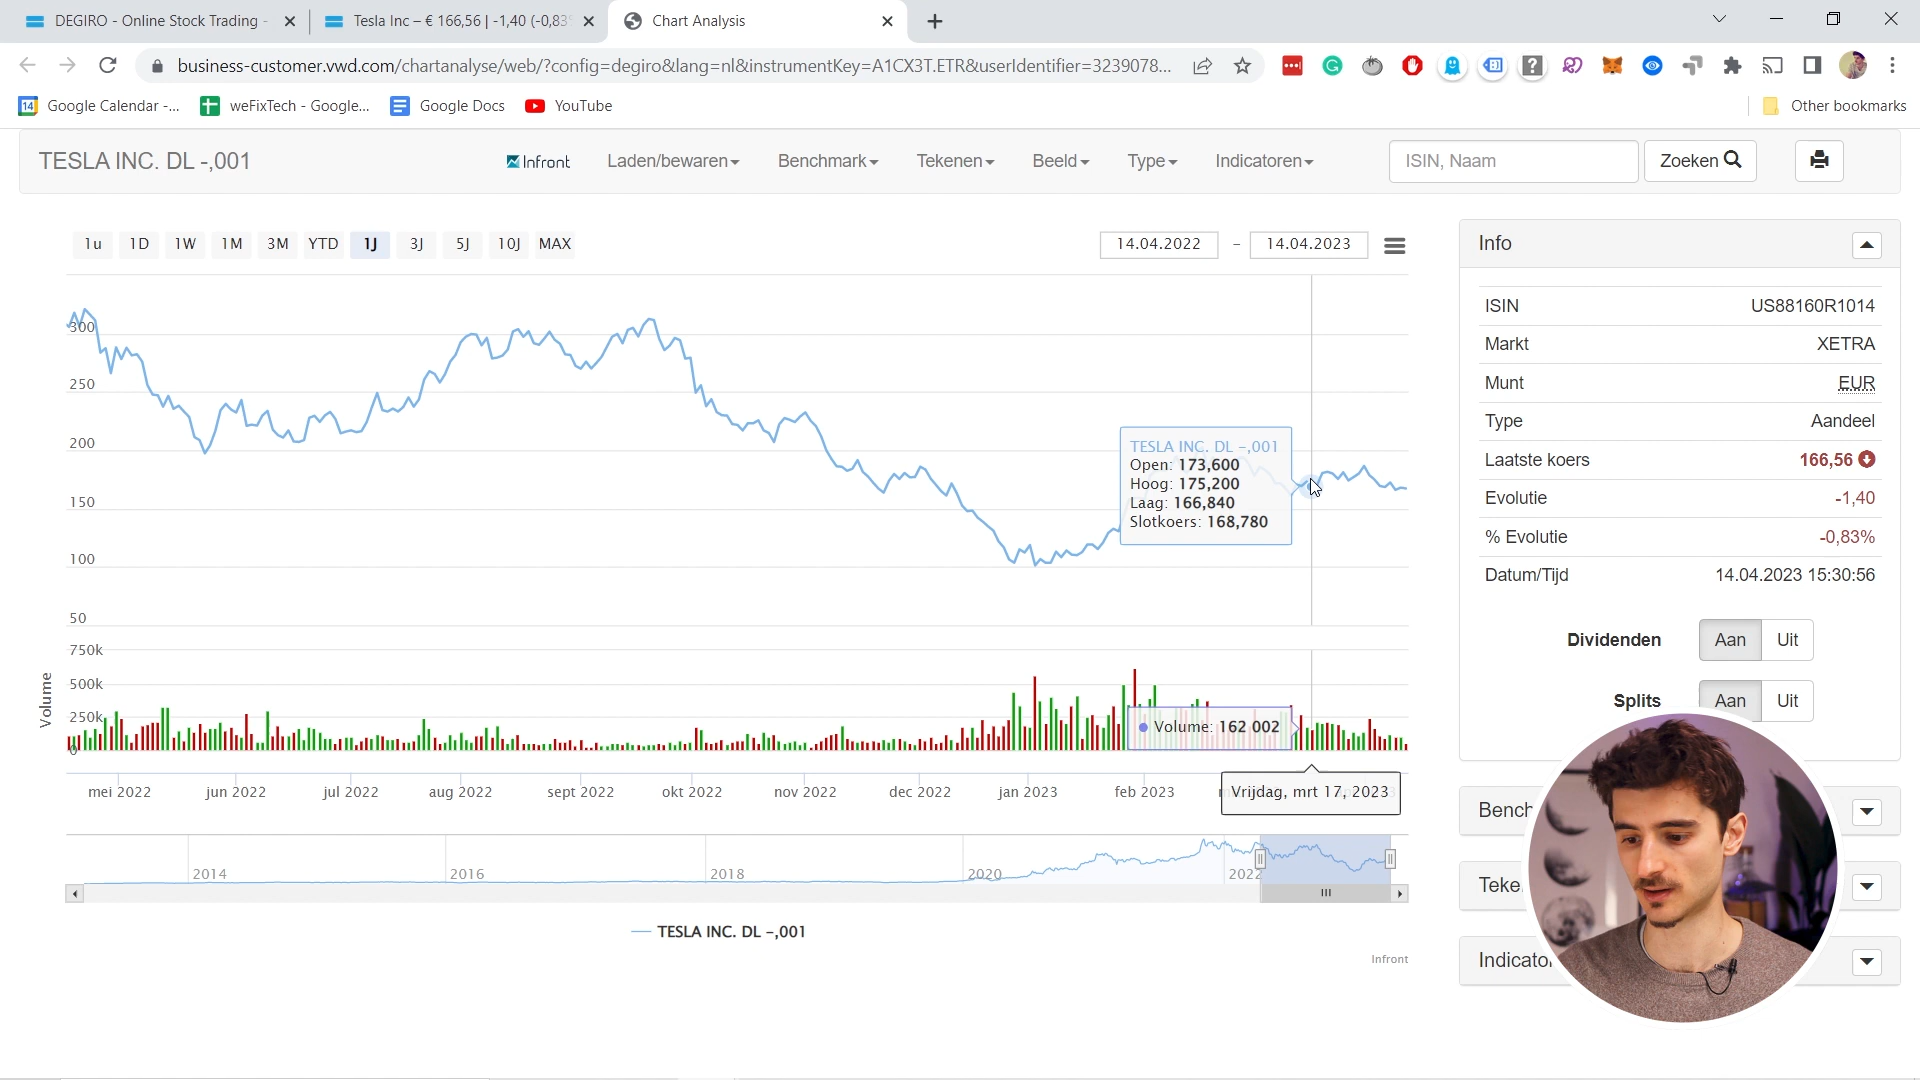 DEGIRO - Online Stock Trading -
Tesla Inc – € 166,56 | -1,40 (-0,83%
Chart Analysis
business-customer.vwd.com/chartanalyse/web/?config=degiro&lang=nl&instrumentKey=A1CX3T.ETR&userIdentifier=3239078...
Google Calendar -...
weFixTech - Google...
Google Docs
YouTube
Other bookmarks
TESLA INC. DL -,001
Infront
Laden/bewaren
Benchmark
Tekenen
Beeld
Type
Indicatoren
ISIN, Naam
Zoeken
1u 1D 1W 1M 3M YTD 1J 3J 5J 10J MAX
14.04.2022 – 14.04.2023
300
250
200
150
100
50
TESLA INC. DL -,001
Open: 173,600
Hoog: 175,200
Laag: 166,840
Slotkoers: 168,780
Volume
750k
500k
250k
0
Volume: 162 002
mei 2022 jun 2022 jul 2022 aug 2022 sept 2022 okt 2022 nov 2022 dec 2022 jan 2023 feb 2023
Vrijdag, mrt 17, 2023
2014 2016 2018 2020 2022
TESLA INC. DL -,001
Infront
Info
ISIN US88160R1014
Markt XETRA
Munt EUR
Type Aandeel
Laatste koers 166,56
Evolutie -1,40
% Evolutie -0,83%
Datum/Tijd 14.04.2023 15:30:56
Dividenden Aan Uit
Splits Aan Uit
Bench
Teke
Indicato